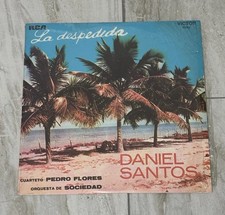 RCA
La despedida
DANIEL
SANTOS
CUARTETO: PEDRO FLORES
ORQUESTA DE SOCIEDAD